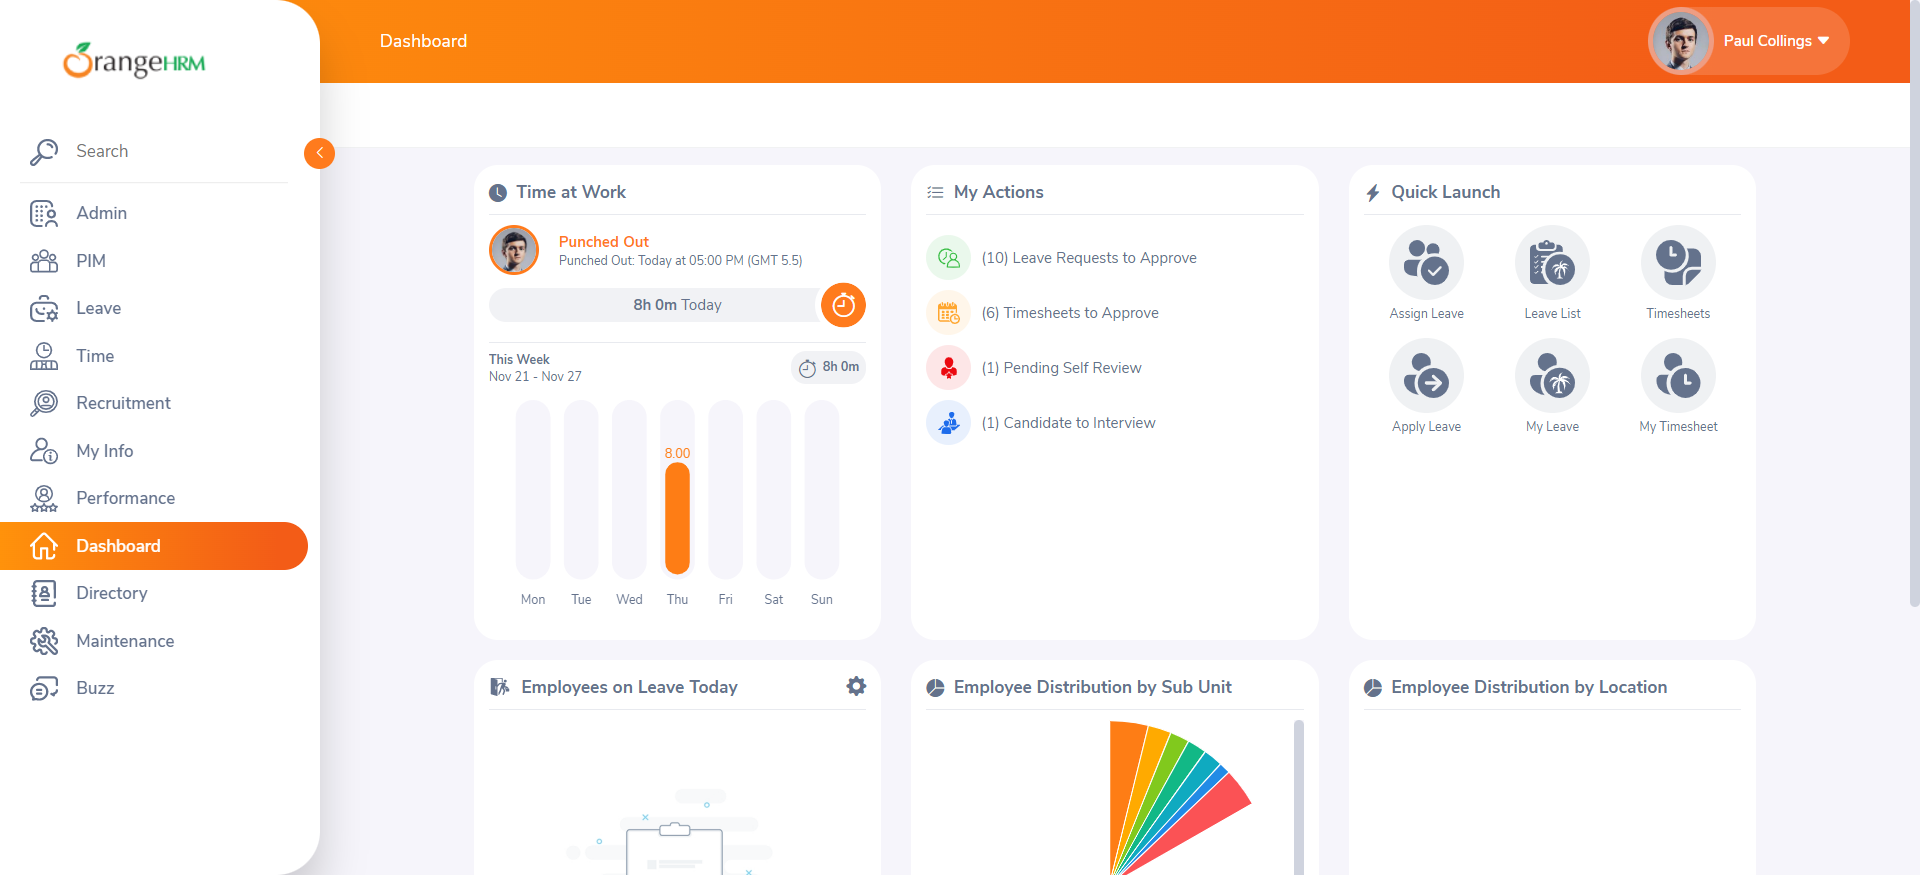 OrangeHRM
Dashboard
Paul Collings
Search
Admin
PIM
Leave
Time
Recruitment
My Info
Performance
Dashboard
Directory
Maintenance
Buzz
Time at Work
Punched Out
Punched Out: Today at 05:00 PM (GMT 5.5)
8h 0m Today
This Week
Nov 21 - Nov 27
8h 0m
8.00
Mon Tue Wed Thu Fri Sat Sun
My Actions
(10) Leave Requests to Approve
(6) Timesheets to Approve
(1) Pending Self Review
(1) Candidate to Interview
Quick Launch
Assign Leave Leave List Timesheets
Apply Leave My Leave My Timesheet
Employees on Leave Today
Employee Distribution by Sub Unit
Employee Distribution by Location